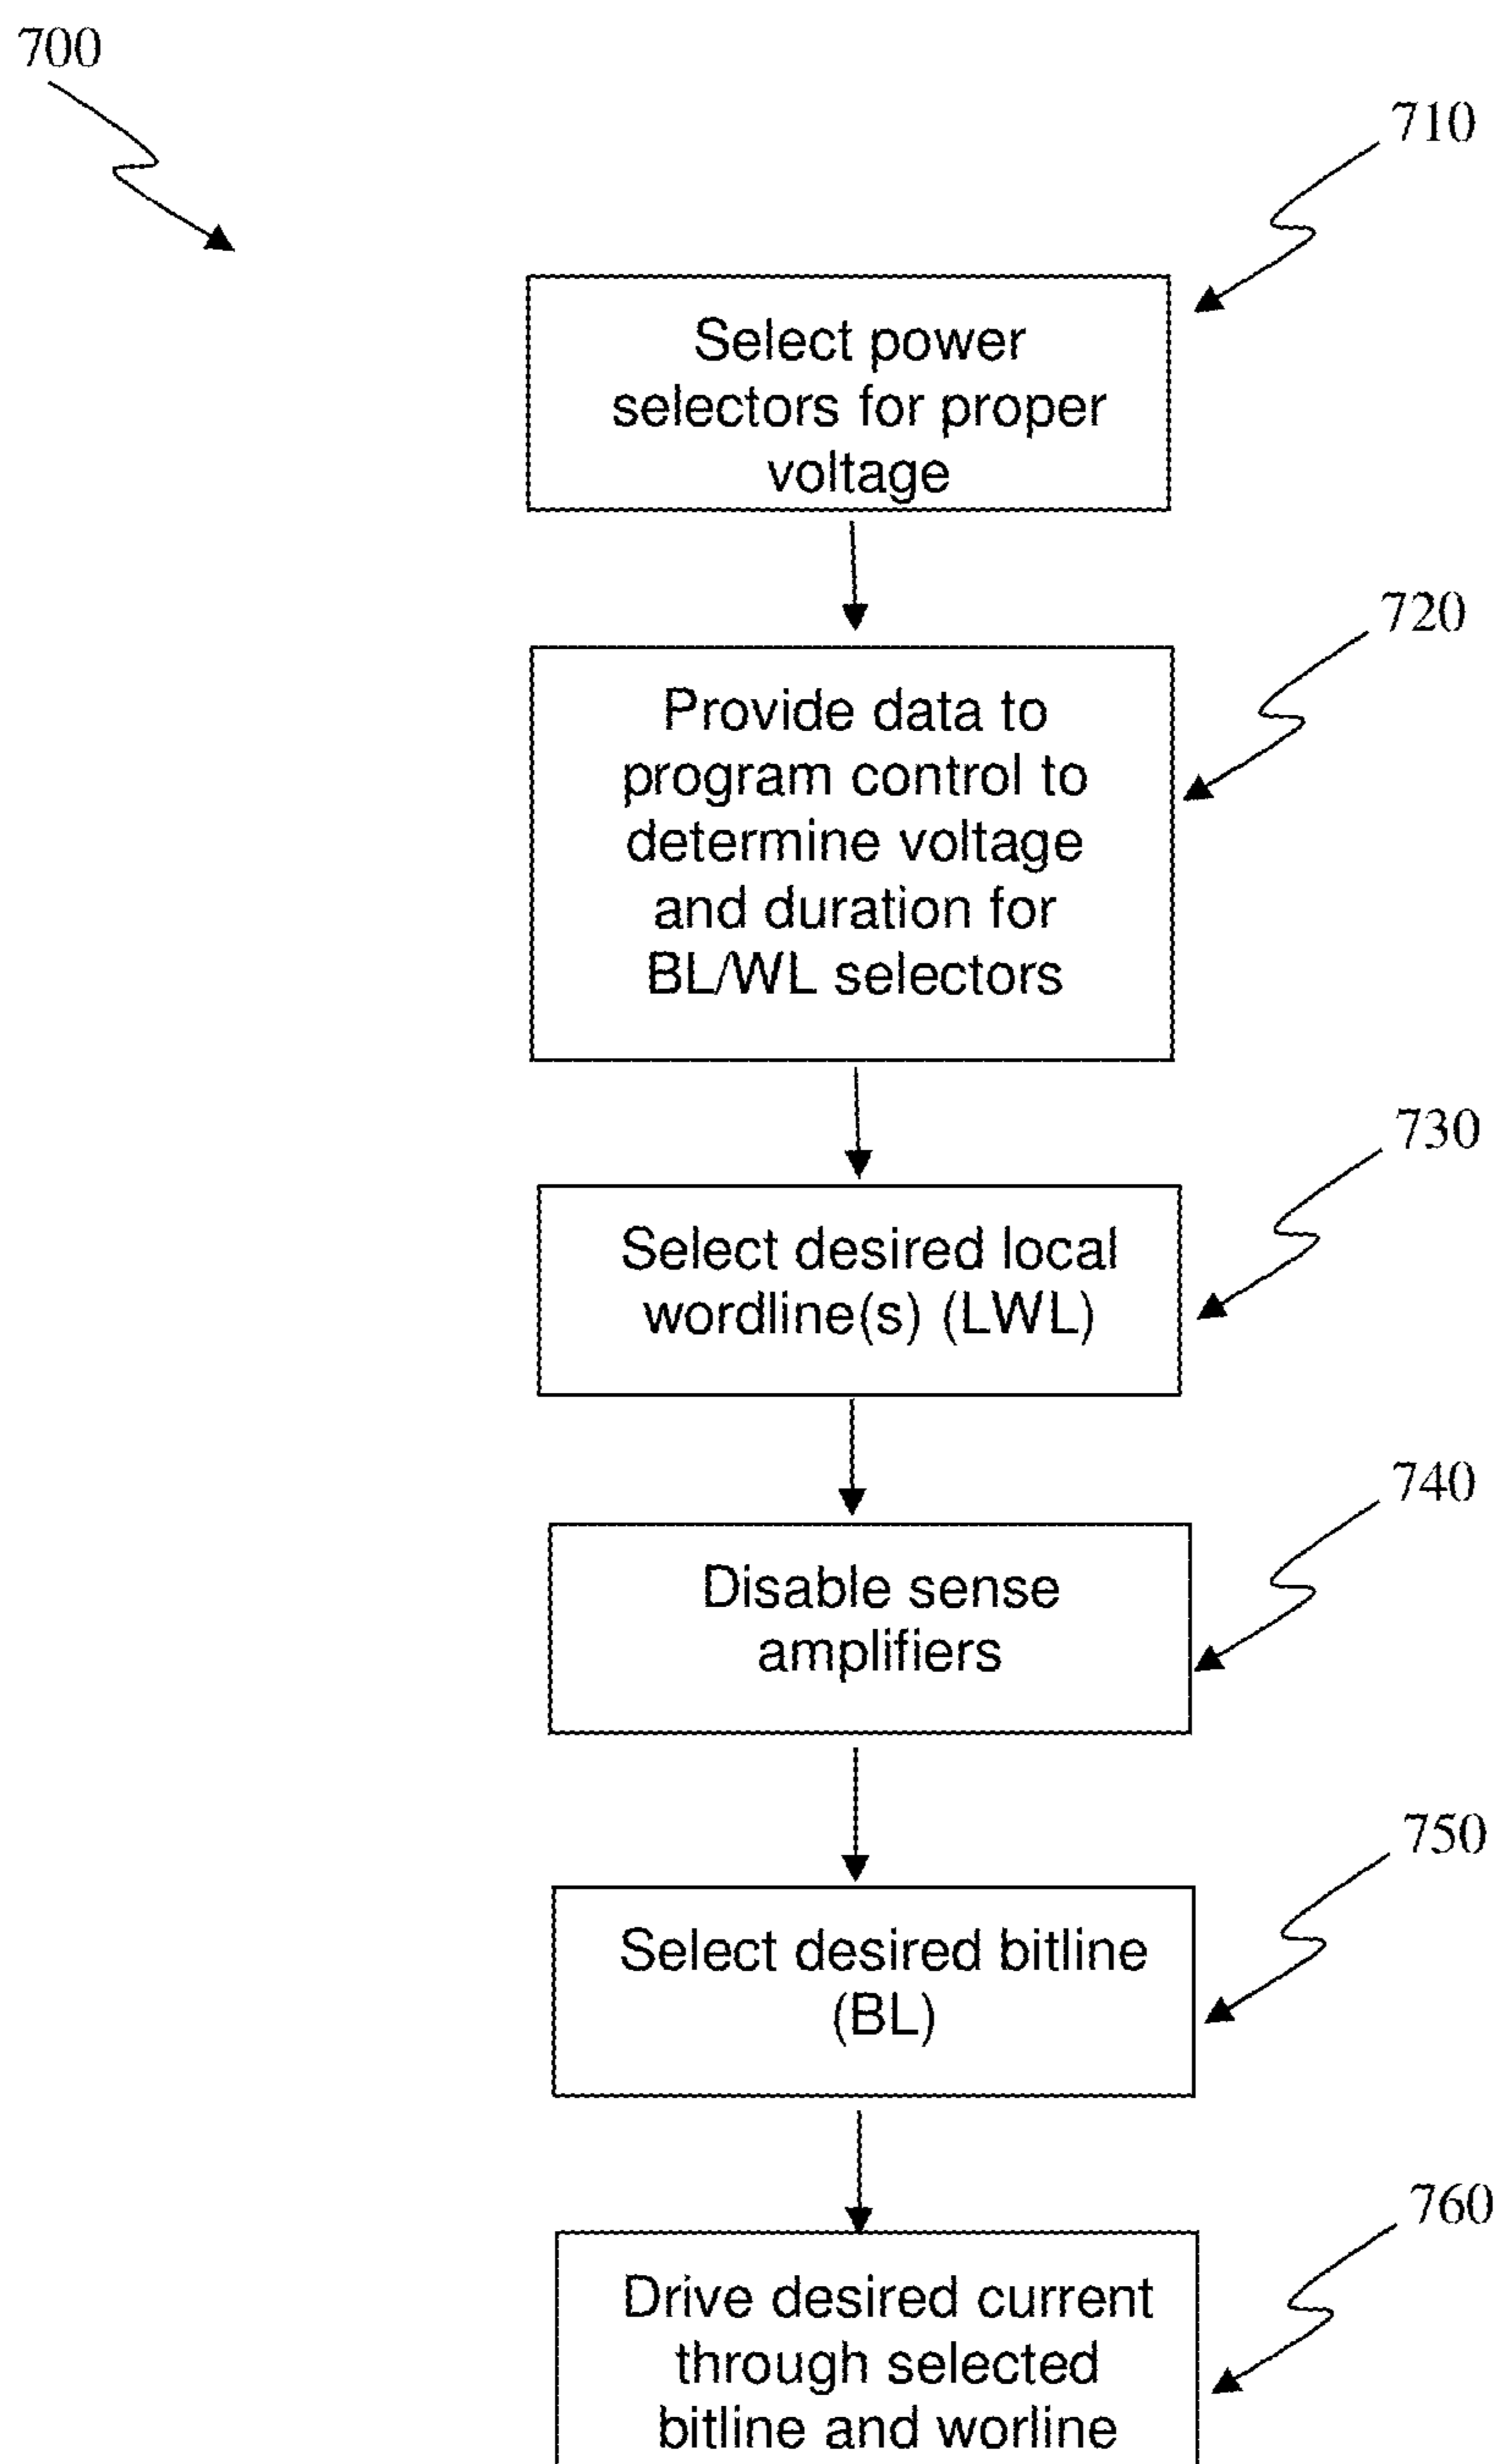 700
710
Select power
selectors for proper
voltage
720
Provide data to
program control to
determine voltage
and duration for
BL/WL selectors
730
Select desired local
wordline(s) (LWL)
740
Disable sense
amplifiers
750
Select desired bitline
(BL)
760
Drive desired current
through selected
bitline and worline